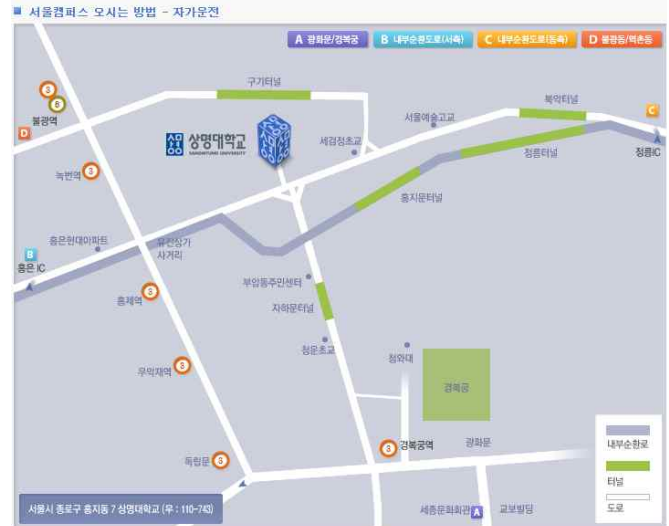 서울캠퍼스 오시는 방법 - 자가운전
A 광화문/경복궁
B 내부순환도로(서측)
C 내부순환도로(동측)
D 불광동/역촌동
구기터널
북악터널
3
6
불광역
D
상명대학교
SANGMYUNG UNIVERSITY
서울예술고교
세검정초교
C
정릉터널
정릉IC
녹번역 3
홍지문터널
홍은현대아파트
유진상가
사거리
B
홍은 IC
부암동주민센터
홍제역 3
자하문터널
청운초교
청와대
무악재역 3
경복궁
3 경복궁역
광화문
내부순환로
독립문 3
터널
서울시 종로구 홍지동 7 상명대학교 (우 : 110-743)
세종문화회관 A
교보빌딩
도로